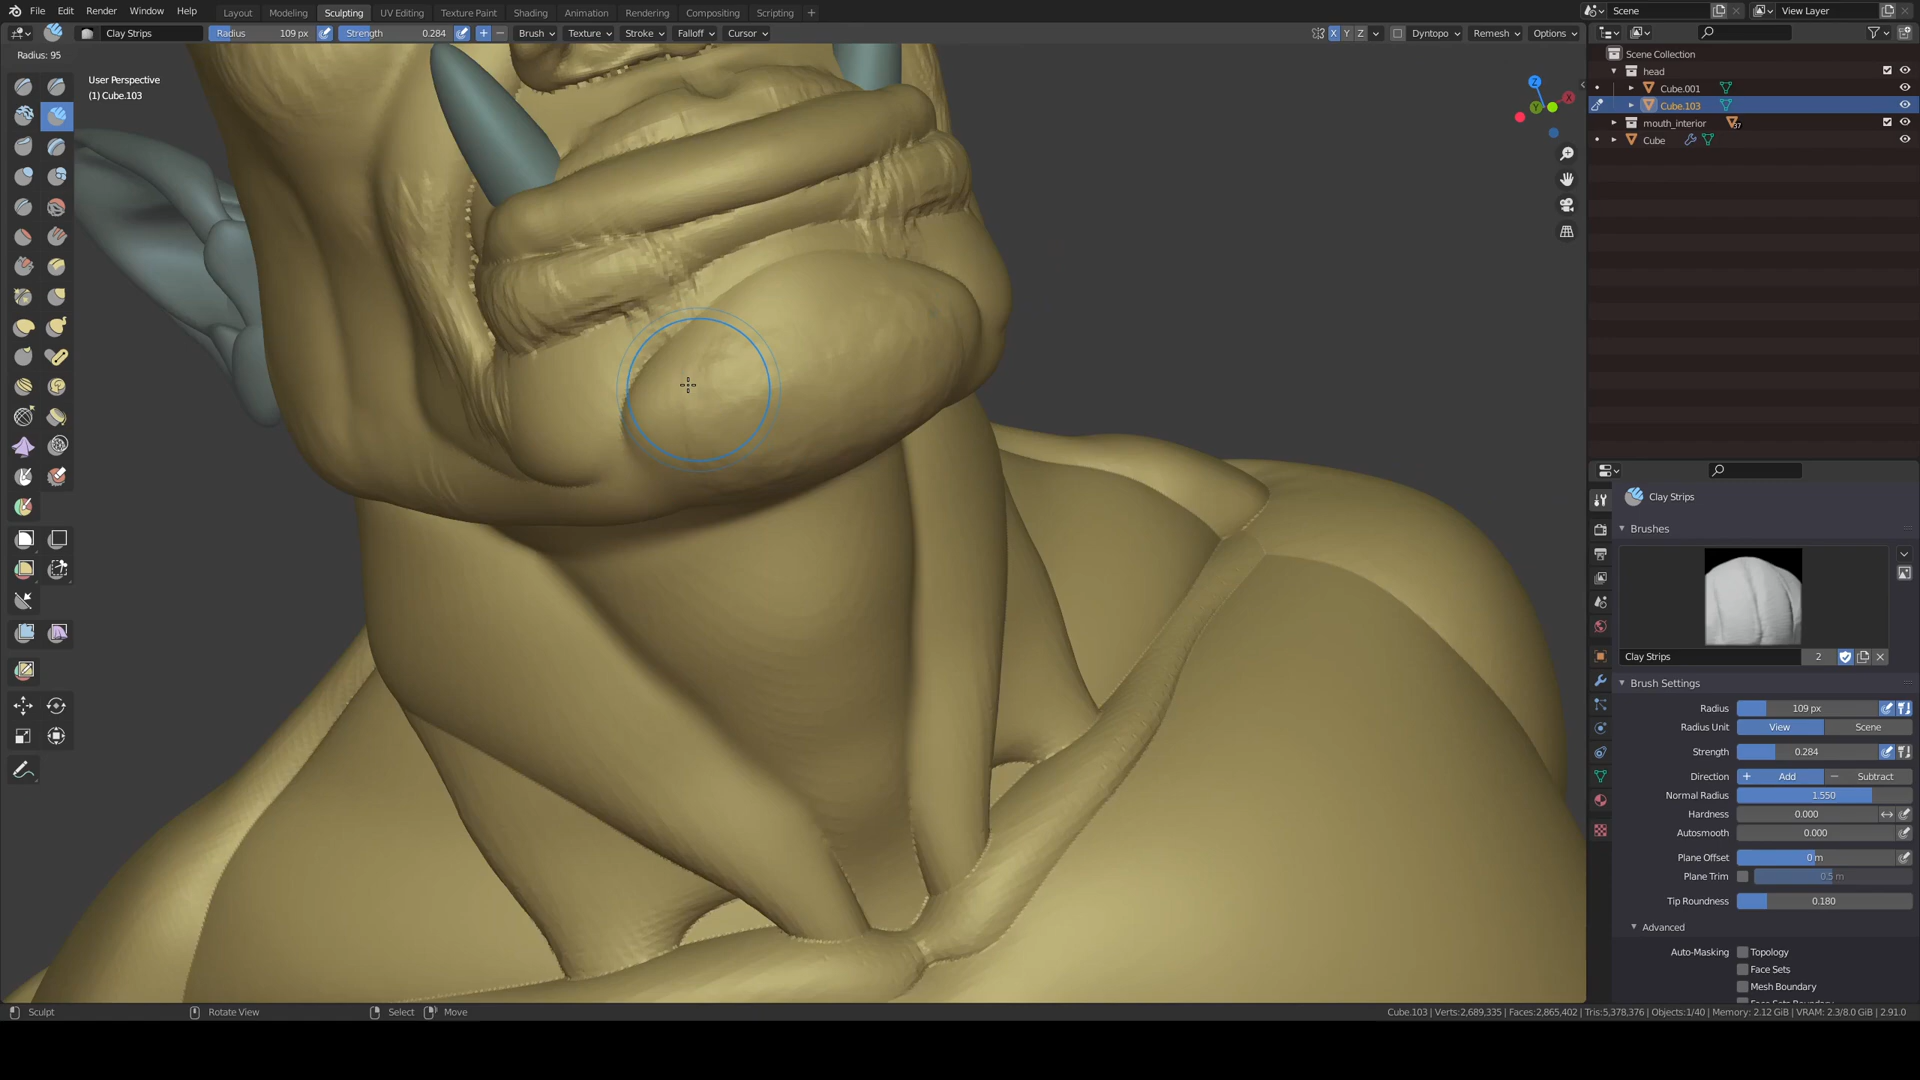 File Edit Render Window Help Layout Modeling Sculpting UV Editing Texture Paint Shading Animation Rendering Compositing Scripting + Scene View Layer
Clay Strips Radius 109 px Strength 0.284 + − Brush Texture Stroke Falloff Cursor X Y Z Dyntopo Remesh Options
Radius: 95
User Perspective
(1) Cube.103
Z
X
Y
Scene Collection
head
Cube.001
Cube.103
mouth_interior 37
Cube
Clay Strips
Brushes
Clay Strips 2
Brush Settings
Radius 109 px
Radius Unit View Scene
Strength 0.284
Direction + Add − Subtract
Normal Radius 1.550
Hardness 0.000
Autosmooth 0.000
Plane Offset 0 m
Plane Trim 0.5 m
Tip Roundness 0.180
Advanced
Auto-Masking Topology
Face Sets
Mesh Boundary
Face Sets Boundary
Sculpt Rotate View Select Move Cube.103 | Verts:2,689,335 | Faces:2,865,402 | Tris:5,378,376 | Objects:1/40 | Memory: 2.12 GiB | VRAM: 2.3/8.0 GiB | 2.91.0